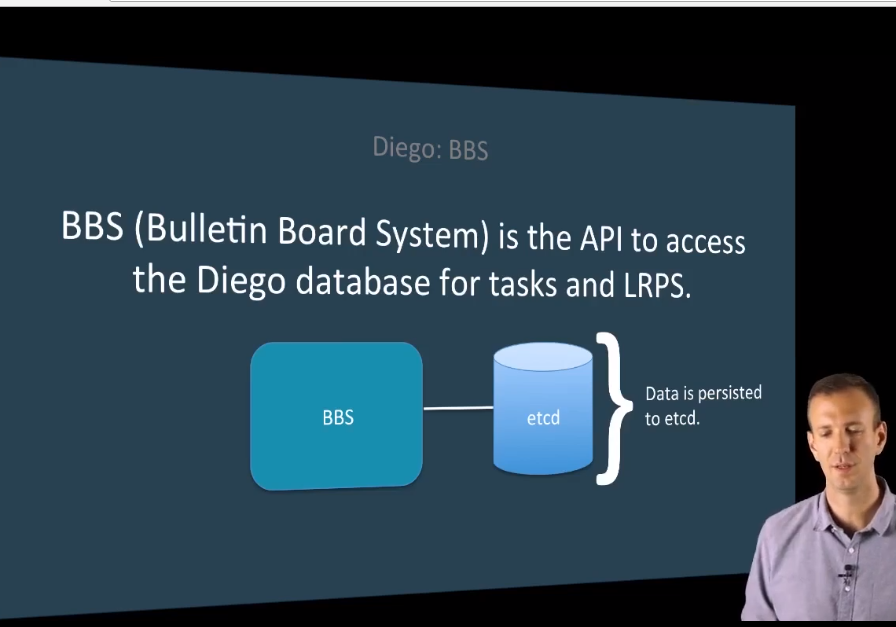 Diego: BBS
BBS (Bulletin Board System) is the API to access
the Diego database for tasks and LRPS.
BBS
etcd
Data is persisted
to etcd.